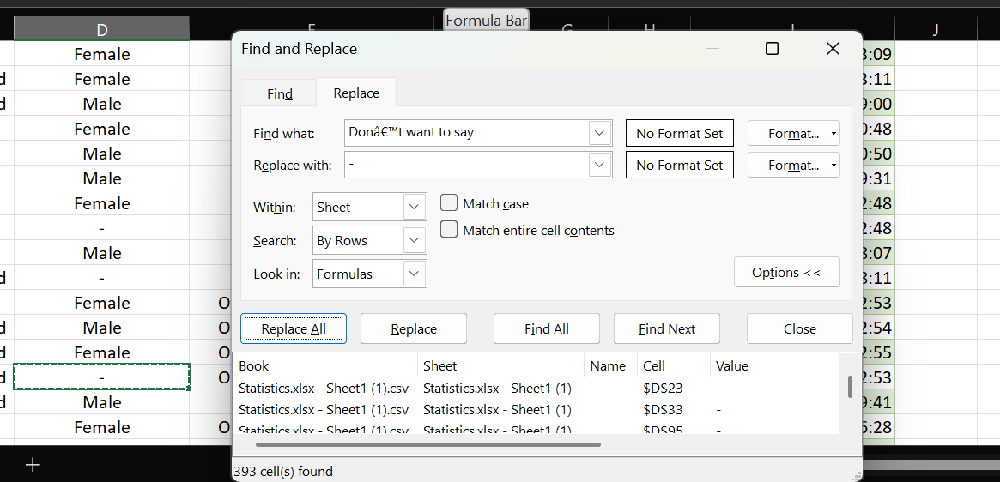 Formula Bar
D
J
Female
Female
Male
Female
Male
Male
Female
-
Male
-
Female
Male
Female
-
Male
Female
d
d
d
d
d
d
d
O
O
O
O
O
3:09
3:11
9:00
0:48
0:50
9:31
2:48
2:48
3:07
3:11
2:53
2:54
2:55
2:53
9:41
5:28
Find and Replace
Find
Replace
Find what: Donâ€™t want to say No Format Set Format...
Replace with: - No Format Set Format...
Within: Sheet Match case
Match entire cell contents
Search: By Rows
Look in: Formulas
Options <<
Replace All Replace Find All Find Next Close
Book Sheet Name Cell Value
Statistics.xlsx - Sheet1 (1).csv Statistics.xlsx - Sheet1 (1) $D$23 -
Statistics.xlsx - Sheet1 (1).csv Statistics.xlsx - Sheet1 (1) $D$33 -
Statistics.xlsx - Sheet1 (1).csv Statistics.xlsx - Sheet1 (1) $D$95 -
393 cell(s) found